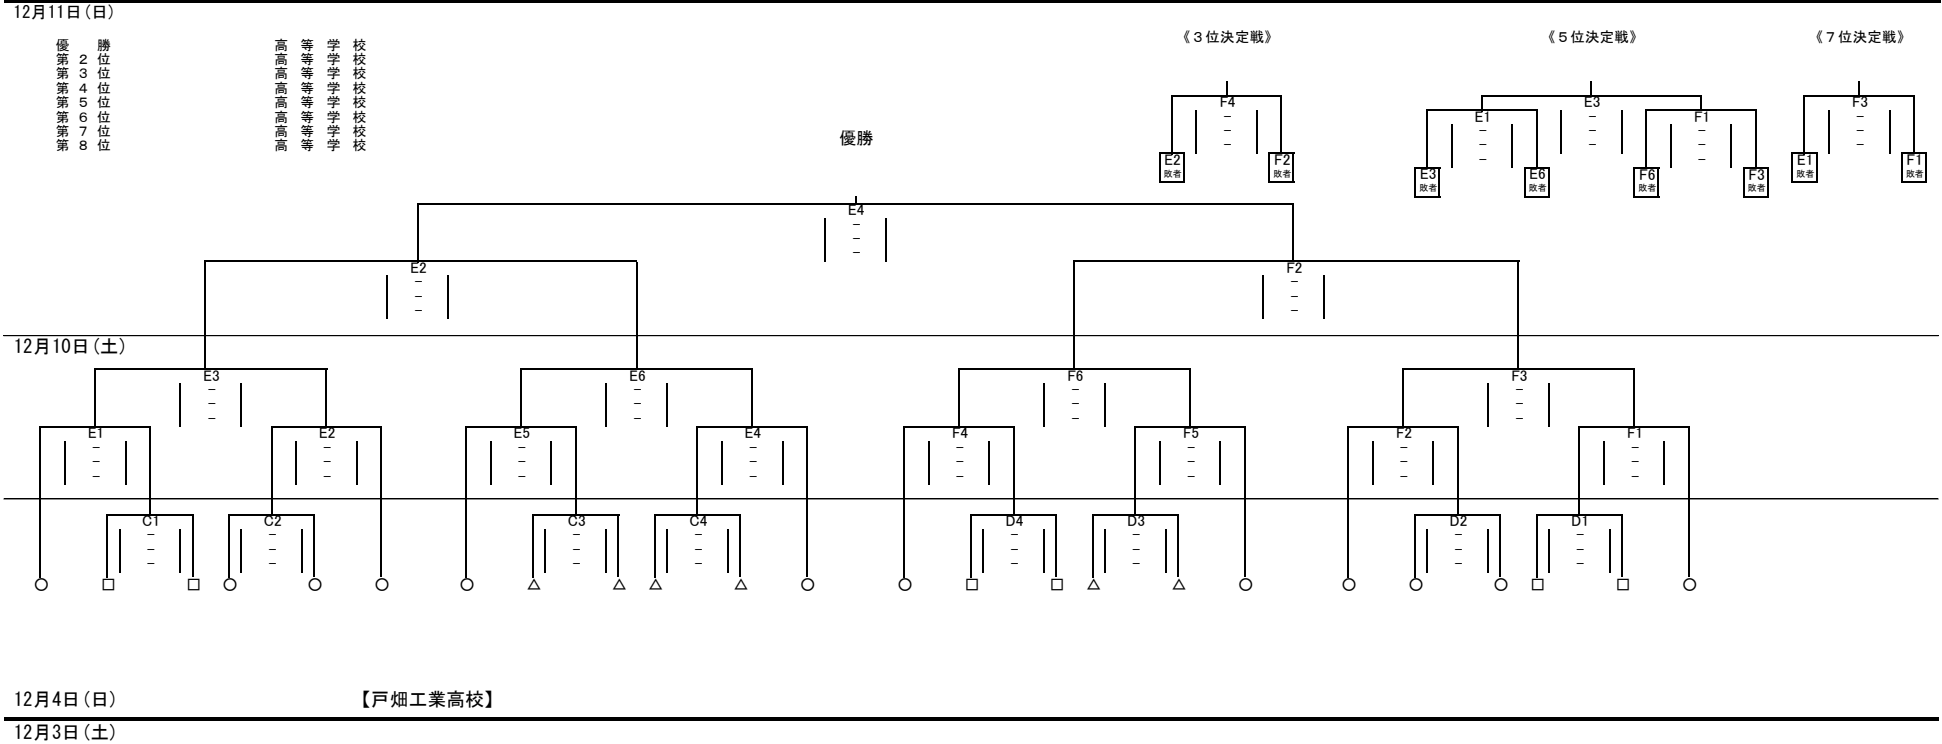 12月11日(日)
《3位決定戦》 《5位決定戦》 《7位決定戦》
優 勝 高 等 学 校
第 2 位 高 等 学 校
第 3 位 高 等 学 校
第 4 位 高 等 学 校
第 5 位 高 等 学 校
第 6 位 高 等 学 校
第 7 位 高 等 学 校
第 8 位 高 等 学 校
F4 E3 F3
E1 F1
優勝
E2 F2 E1 F1
敗者 敗者 敗者 敗者
E3 E6 F6 F3
敗者 敗者 敗者 敗者
E4
E2 F2
12月10日(土)
E3 E6 F6 F3
E1 E2 E5 E4 F4 F5 F2 F1
C1 C2 C3 C4 D4 D3 D2 D1
○ □ □ ○ ○ ○ ○ △ △ △ △ ○ ○ □ □ △ △ ○ ○ ○ ○ □ □ ○
12月4日(日) 【戸畑工業高校】
12月3日(土)